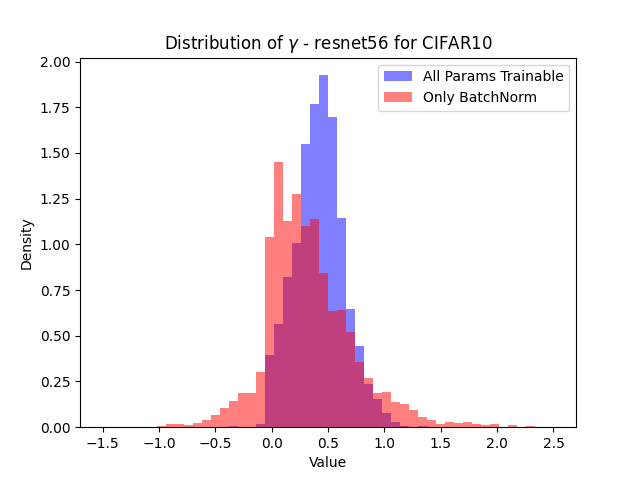 Distribution of γ - resnet56 for CIFAR10
All Params Trainable
Only BatchNorm
Density
2.00
1.75
1.50
1.25
1.00
0.75
0.50
0.25
0.00
−1.5 −1.0 −0.5 0.0 0.5 1.0 1.5 2.0 2.5
Value